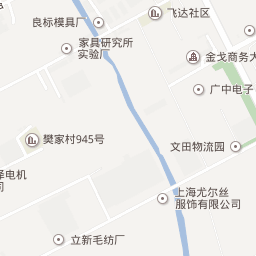 飞达社区
良标模具厂
家具研究所
实验厂
金戈商务大
广中电子
樊家村945号
文田物流园
泽电机
司
上海尤尔丝
服饰有限公司
立新毛纺厂